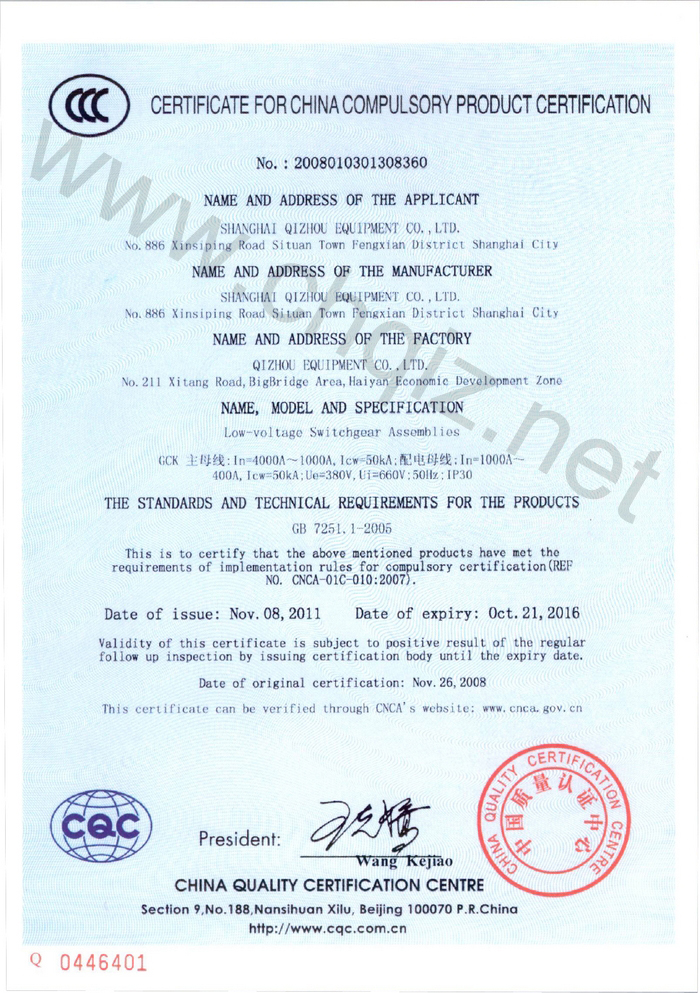 CCC
CERTIFICATE FOR CHINA COMPULSORY PRODUCT CERTIFICATION
No. : 2008010301308360
NAME AND ADDRESS OF THE APPLICANT
SHANGHAI QIZHOU EQUIPMENT CO., LTD.
No. 886 Xinsiping Road Situan Town Fengxian District Shanghai City
NAME AND ADDRESS OF THE MANUFACTURER
SHANGHAI QIZHOU EQUIPMENT CO., LTD.
No. 886 Xinsiping Road Situan Town Fengxian District Shanghai City
NAME AND ADDRESS OF THE FACTORY
QIZHOU EQUIPMENT CO., LTD.
No. 211 Xitang Road, BigBridge Area, Haiyan Economic Development Zone
NAME, MODEL AND SPECIFICATION
Low-voltage Switchgear Assemblies
GCK 主母线: In=4000A～1000A, Icw=50kA; 配电母线: In=1000A～
400A, Icw=50kA; Ue=380V, Ui=660V; 50Hz; IP30
THE STANDARDS AND TECHNICAL REQUIREMENTS FOR THE PRODUCTS
GB 7251.1-2005
This is to certify that the above mentioned products have met the
requirements of implementation rules for compulsory certification(REF
NO. CNCA-01C-010:2007).
Date of issue: Nov. 08, 2011 Date of expiry: Oct. 21, 2016
Validity of this certificate is subject to positive result of the regular
follow up inspection by issuing certification body until the expiry date.
Date of original certification: Nov. 26, 2008
This certificate can be verified through CNCA's website: www.cnca.gov.cn
www.chqiz.net
CQC
President:
Wang Kejiao
CHINA QUALITY CERTIFICATION CENTRE
中国质量认证中心
CHINA QUALITY CERTIFICATION CENTRE
Section 9, No.188, Nansihuan Xilu, Beijing 100070 P.R.China
http://www.cqc.com.cn
Q 0446401